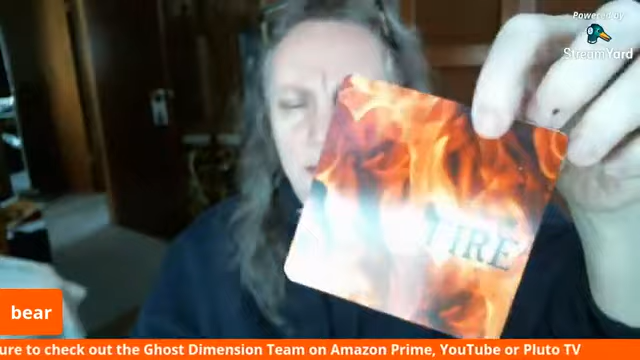 Powered by
StreamYard
FIRE
bear
ure to check out the Ghost Dimension Team on Amazon Prime, YouTube or Pluto TV